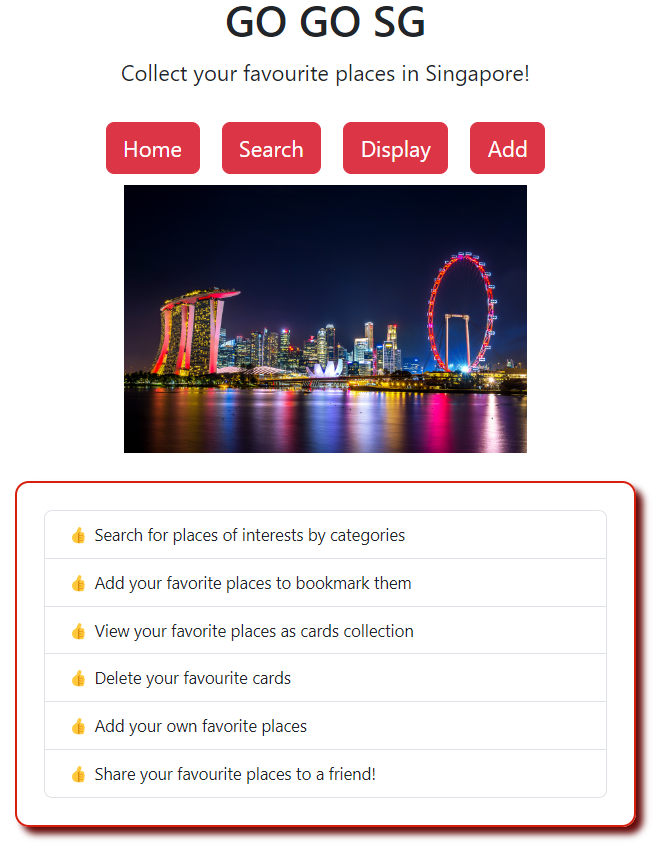 GO GO SG
Collect your favourite places in Singapore!
Home Search Display Add
👍 Search for places of interests by categories
👍 Add your favorite places to bookmark them
👍 View your favorite places as cards collection
👍 Delete your favourite cards
👍 Add your own favorite places
👍 Share your favourite places to a friend!